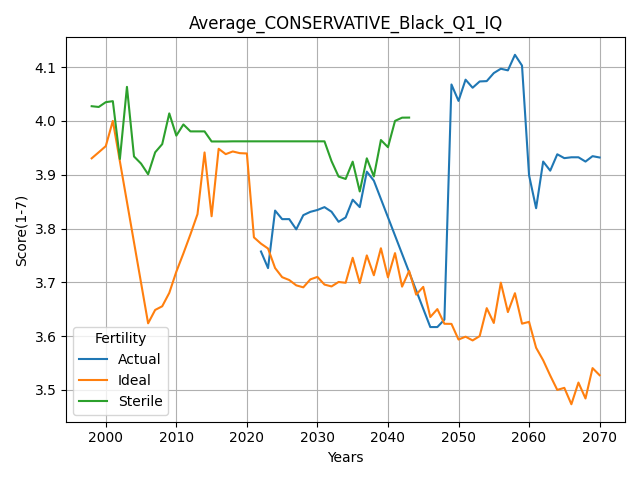 Average_CONSERVATIVE_Black_Q1_IQ
Score(1-7)
4.1
4.0
3.9
3.8
3.7
3.6
3.5
Fertility
Actual
Ideal
Sterile
2000 2010 2020 2030 2040 2050 2060 2070
Years